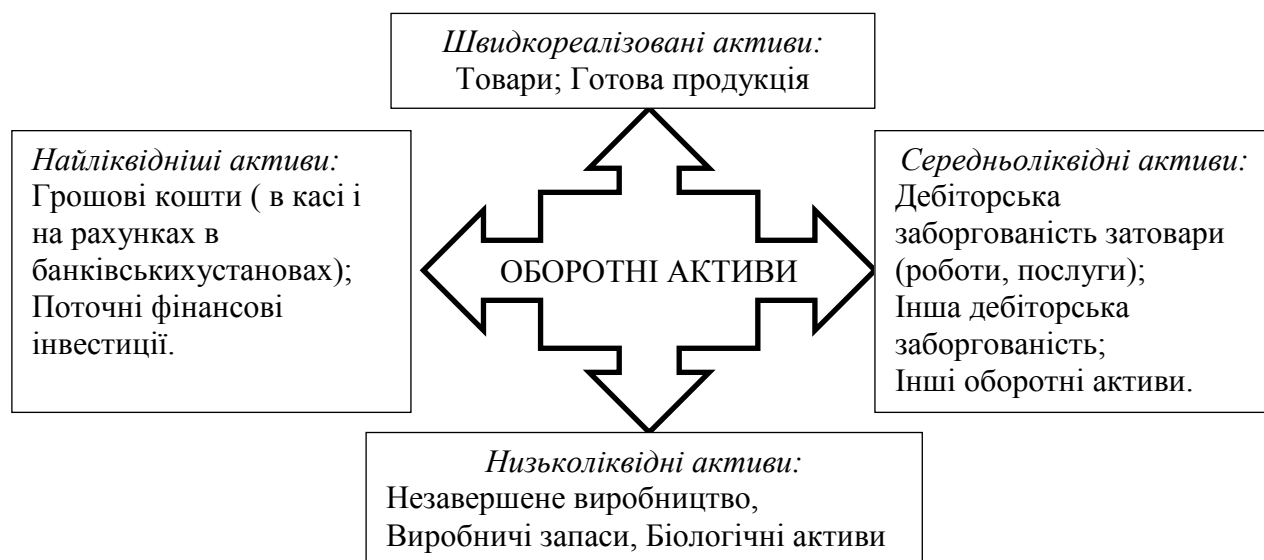 Швидкореалізовані активи:
Товари; Готова продукція
Найліквідніші активи:
Грошові кошти ( в касі і
на рахунках в
банківськихустановах);
Поточні фінансові
інвестиції.
ОБОРОТНІ АКТИВИ
Середньоліквідні активи:
Дебіторська
заборгованість затовари
(роботи, послуги);
Інша дебіторська
заборгованість;
Інші оборотні активи.
Низьколіквідні активи:
Незавершене виробництво,
Виробничі запаси, Біологічні активи